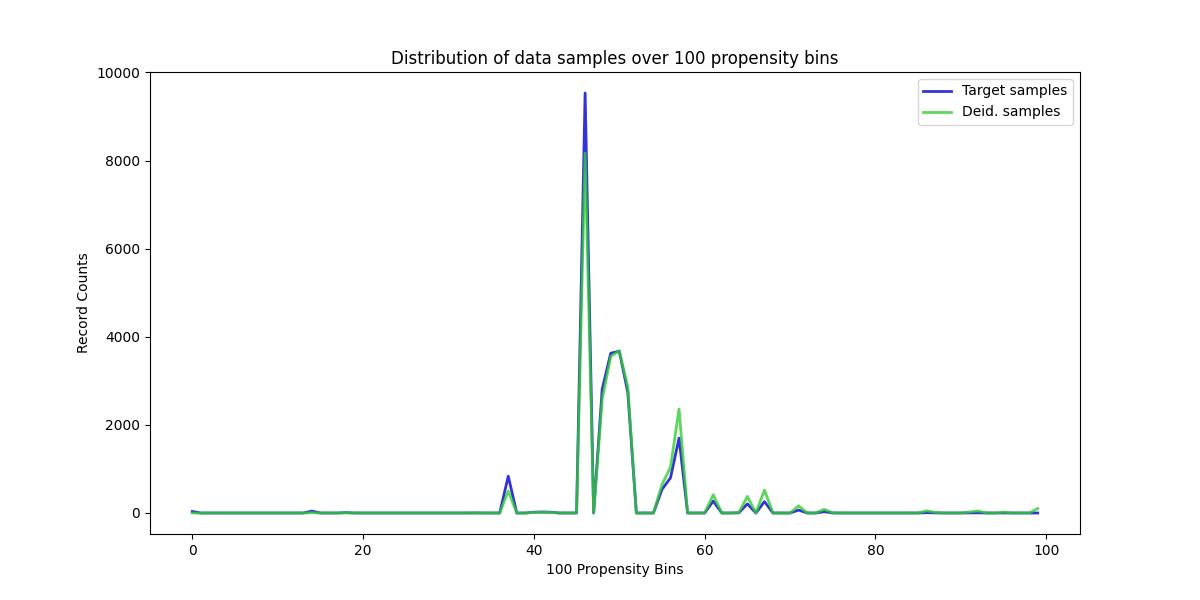 Distribution of data samples over 100 propensity bins
Target samples
Deid. samples
Record Counts
10000
8000
6000
4000
2000
0
0 20 40 60 80 100
100 Propensity Bins